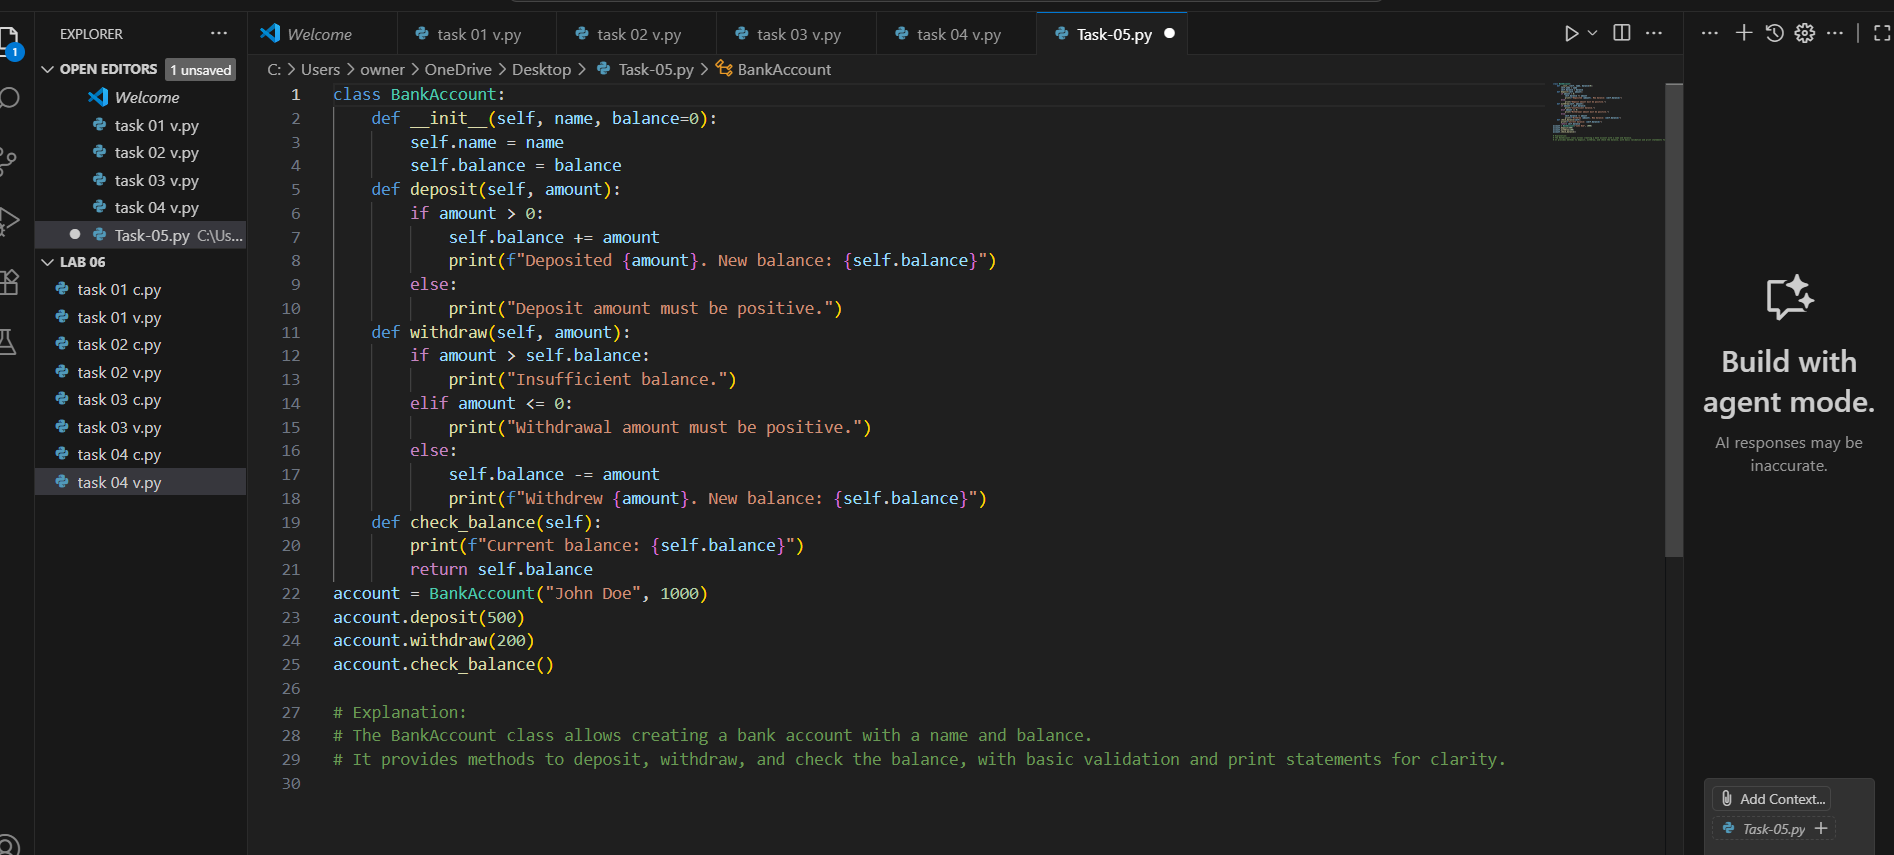 EXPLORER
OPEN EDITORS 1 unsaved
Welcome
task 01 v.py
task 02 v.py
task 03 v.py
task 04 v.py
Task-05.py C:\Us...
LAB 06
task 01 c.py
task 01 v.py
task 02 c.py
task 02 v.py
task 03 c.py
task 03 v.py
task 04 c.py
task 04 v.py
1
Welcome task 01 v.py task 02 v.py task 03 v.py task 04 v.py Task-05.py
C: > Users > owner > OneDrive > Desktop > Task-05.py > BankAccount
1 class BankAccount:
2     def __init__(self, name, balance=0):
3         self.name = name
4         self.balance = balance
5     def deposit(self, amount):
6         if amount > 0:
7             self.balance += amount
8             print(f"Deposited {amount}. New balance: {self.balance}")
9         else:
10             print("Deposit amount must be positive.")
11     def withdraw(self, amount):
12         if amount > self.balance:
13             print("Insufficient balance.")
14         elif amount <= 0:
15             print("Withdrawal amount must be positive.")
16         else:
17             self.balance -= amount
18             print(f"Withdrew {amount}. New balance: {self.balance}")
19     def check_balance(self):
20         print(f"Current balance: {self.balance}")
21         return self.balance
22 account = BankAccount("John Doe", 1000)
23 account.deposit(500)
24 account.withdraw(200)
25 account.check_balance()
26
27 # Explanation:
28 # The BankAccount class allows creating a bank account with a name and balance.
29 # It provides methods to deposit, withdraw, and check the balance, with basic validation and print statements for clarity.
30
Build with
agent mode.
AI responses may be
inaccurate.
Add Context...
Task-05.py +